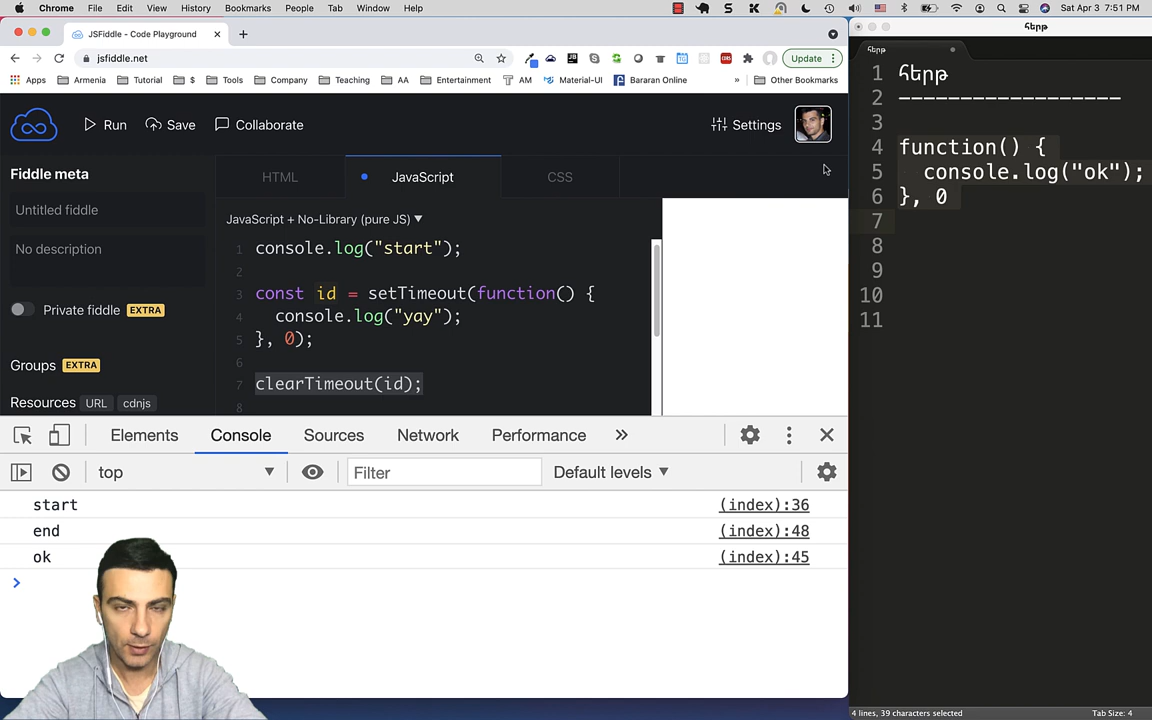 Chrome File Edit View History Bookmarks People Tab Window Help Sat Apr 3 7:51 PM
JSFiddle - Code Playground
jsfiddle.net
Update
Apps Armenia Tutorial $ Tools Company Teaching AA Entertainment AM Material-UI Bararan Online » Other Bookmarks
Run Save Collaborate Settings
Fiddle meta
Untitled fiddle
No description
Private fiddle EXTRA
Groups EXTRA
Resources URL cdnjs
HTML JavaScript CSS
JavaScript + No-Library (pure JS) ▼
1 console.log("start");
2
3 const id = setTimeout(function() {
4 console.log("yay");
5 }, 0);
6
7 clearTimeout(id);
8
Elements Console Sources Network Performance »
top ▼ Filter Default levels ▼
start (index):36
end (index):48
ok (index):45
>
հերթ
հերթ
1 հերթ
2 ------------------
3
4 function() {
5 console.log("ok");
6 }, 0
7
8
9
10
11
4 lines, 39 characters selected Tab Size: 4